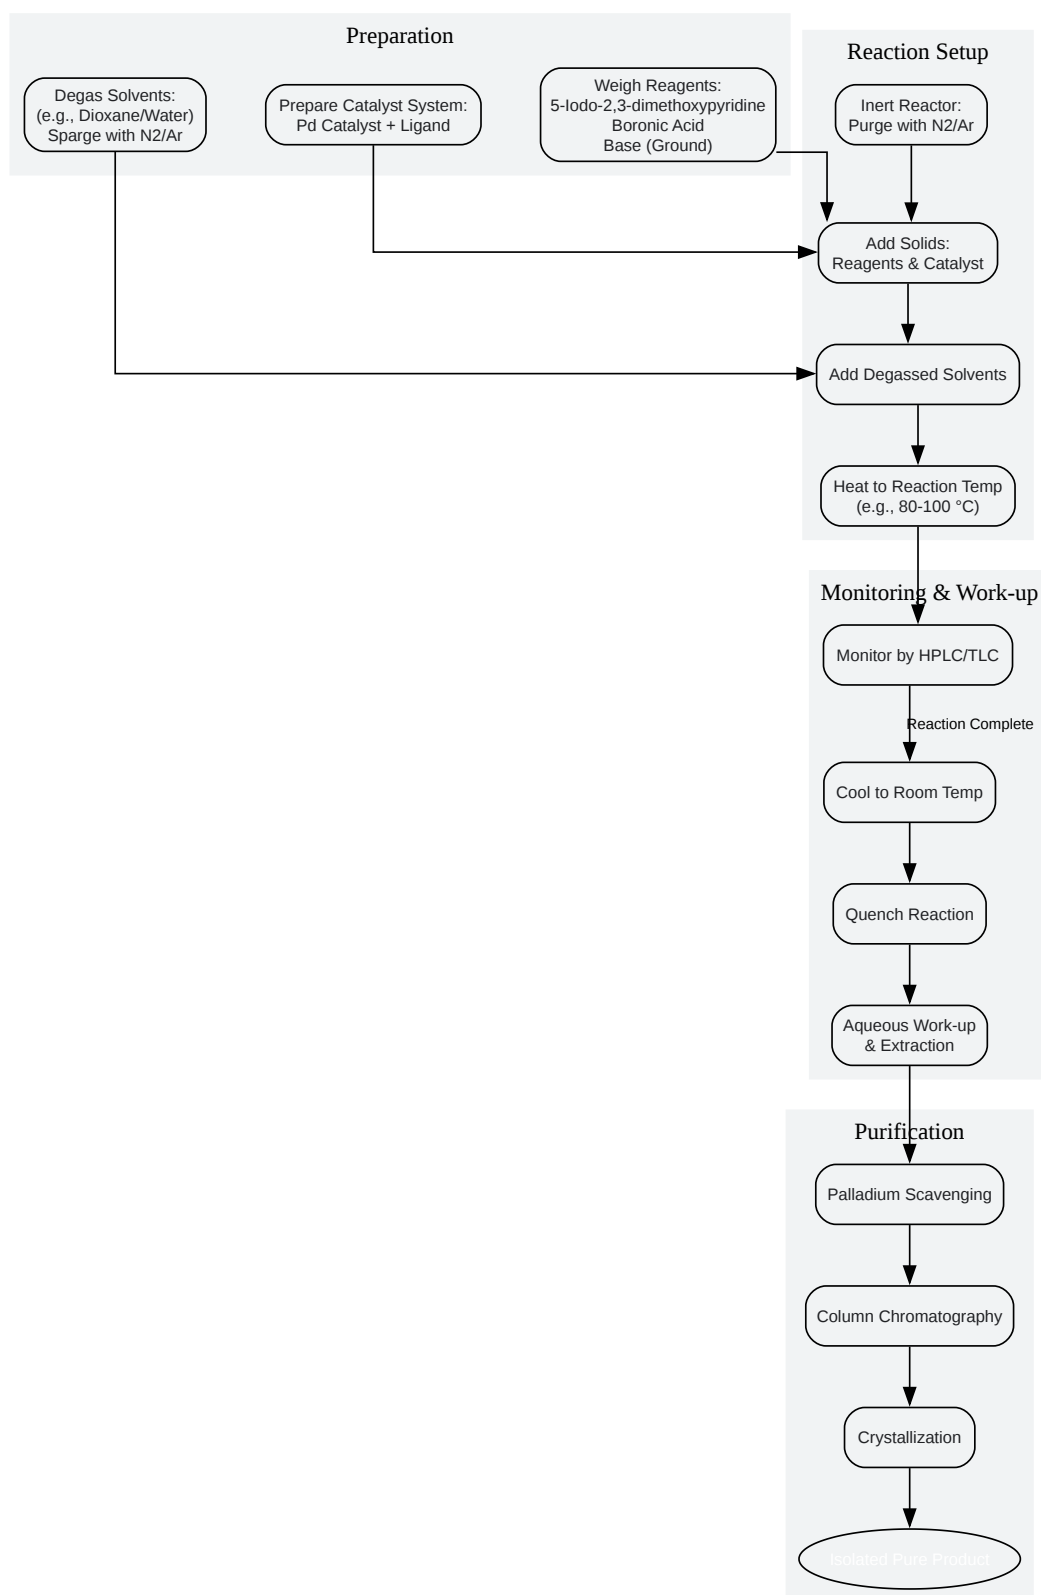 Preparation
Degas Solvents:
(e.g., Dioxane/Water)
Sparge with N2/Ar
Prepare Catalyst System:
Pd Catalyst + Ligand
Weigh Reagents:
5-Iodo-2,3-dimethoxypyridine
Boronic Acid
Base (Ground)
Reaction Setup
Inert Reactor:
Purge with N2/Ar
Add Solids:
Reagents & Catalyst
Add Degassed Solvents
Heat to Reaction Temp
(e.g., 80-100 °C)
Monitoring & Work-up
Monitor by HPLC/TLC
Reaction Complete
Cool to Room Temp
Quench Reaction
Aqueous Work-up
& Extraction
Purification
Palladium Scavenging
Column Chromatography
Crystallization
Isolated Pure Product